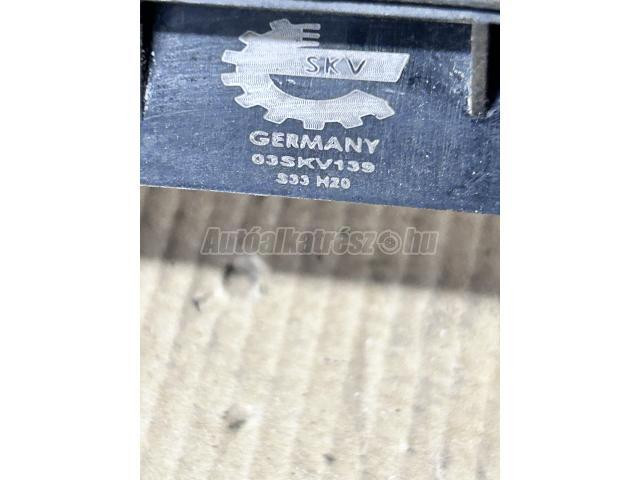 SKV
GERMANY
03SKV139
S33 H20
Autóalkatrész.hu